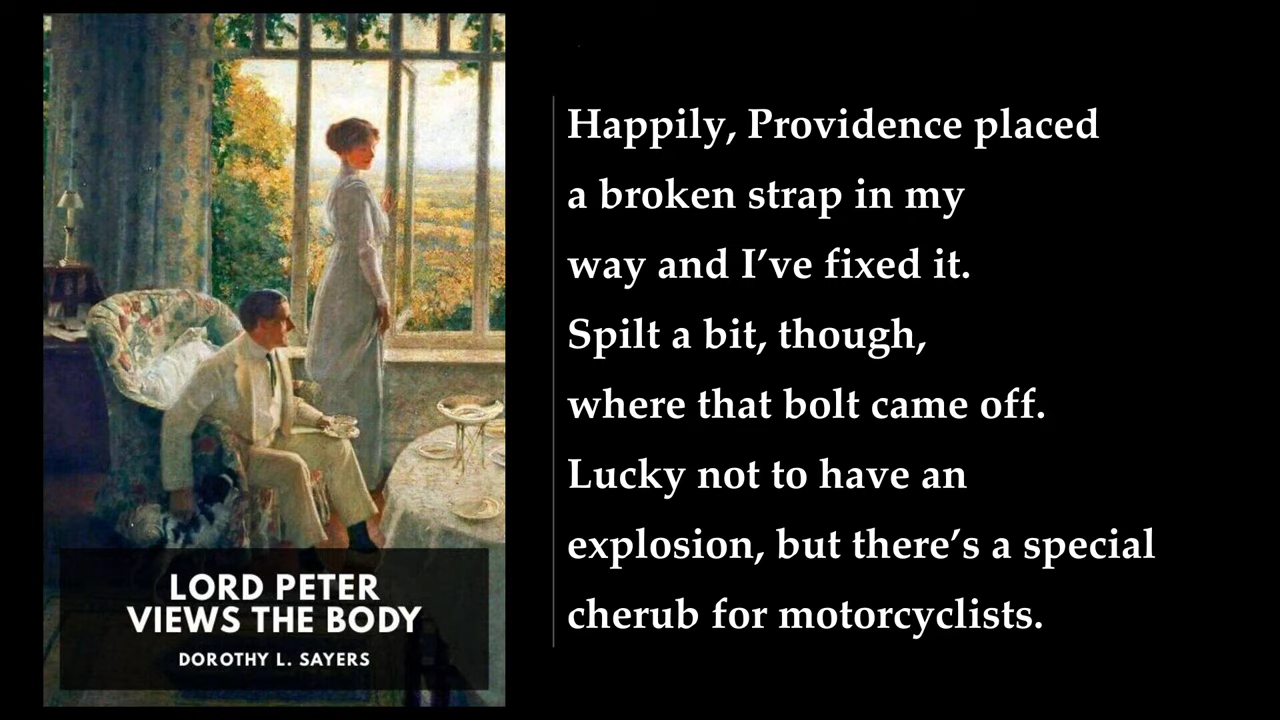 LORD PETER
VIEWS THE BODY
DOROTHY L. SAYERS
Happily, Providence placed
a broken strap in my
way and I’ve fixed it.
Spilt a bit, though,
where that bolt came off.
Lucky not to have an
explosion, but there’s a special
cherub for motorcyclists.